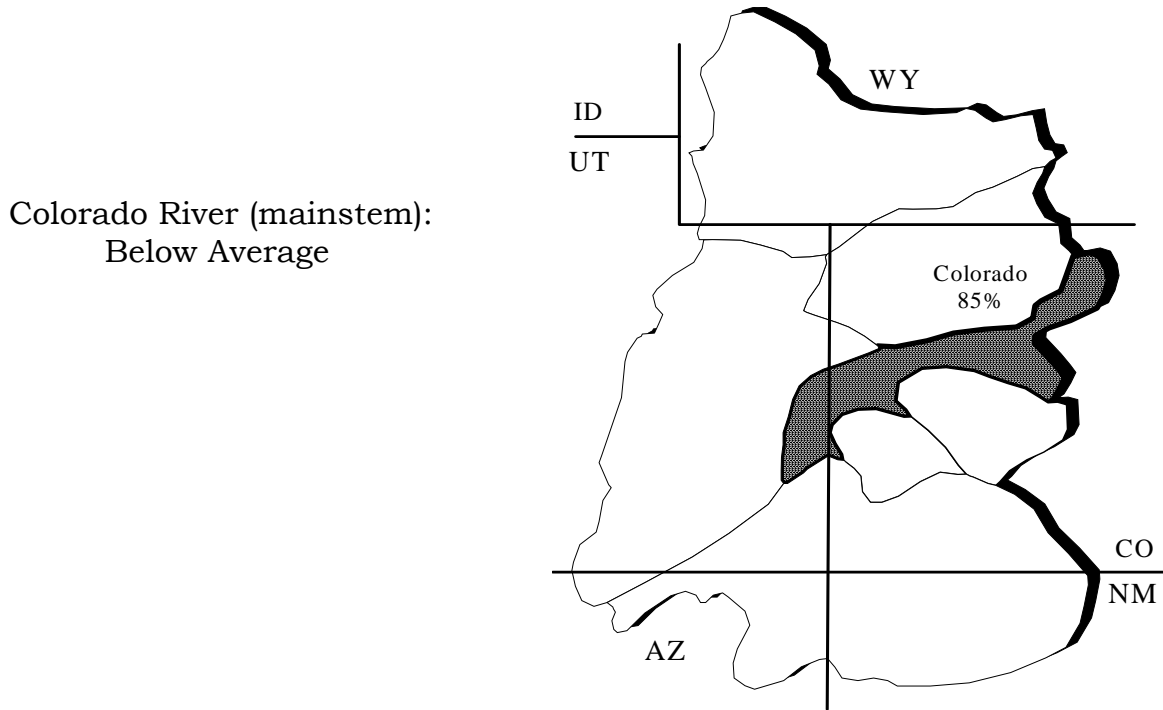 WY
ID
UT
Colorado River (mainstem):
Below Average
Colorado
85%
CO
NM
AZ